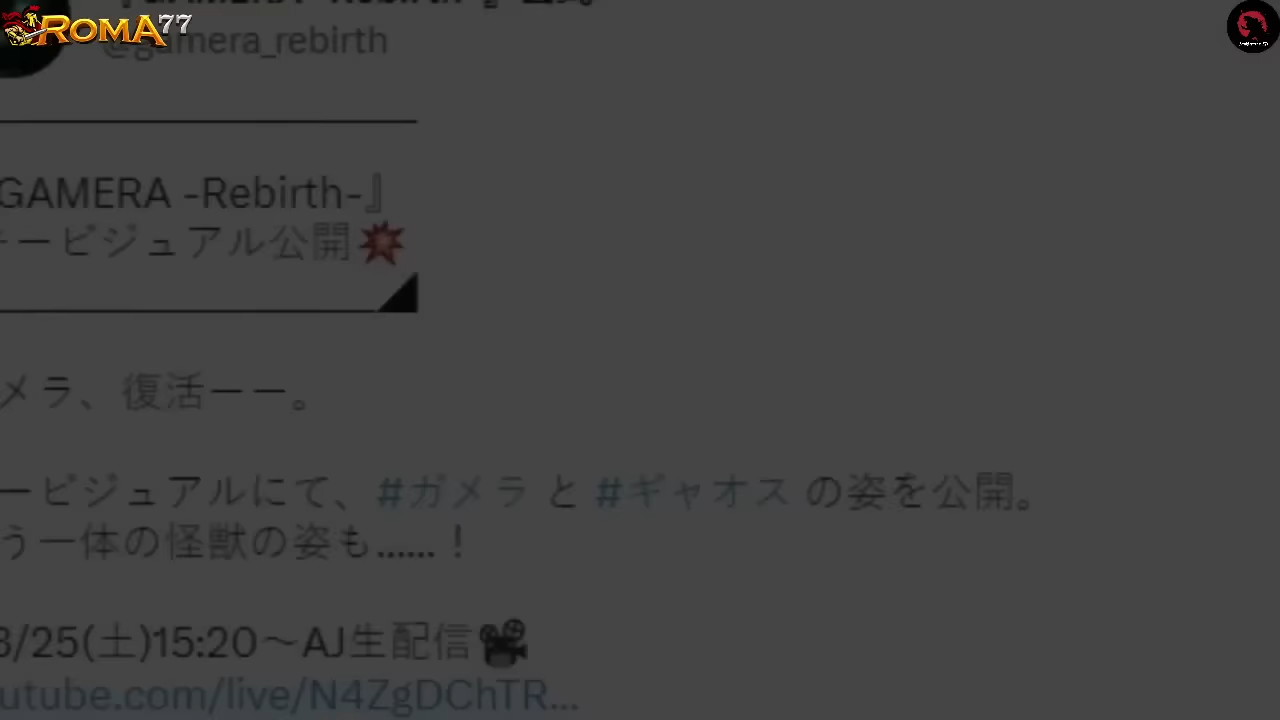 ROMA77
@gamera_rebirth
GAMERA -Rebirth-』
キービジュアル公開💥
メラ、復活ーー。
ービジュアルにて、#ガメラ と #ギャオス の姿を公開。
う一体の怪獣の姿も......！
3/25(土)15:20〜AJ生配信🎥
utube.com/live/N4ZgDChTR...